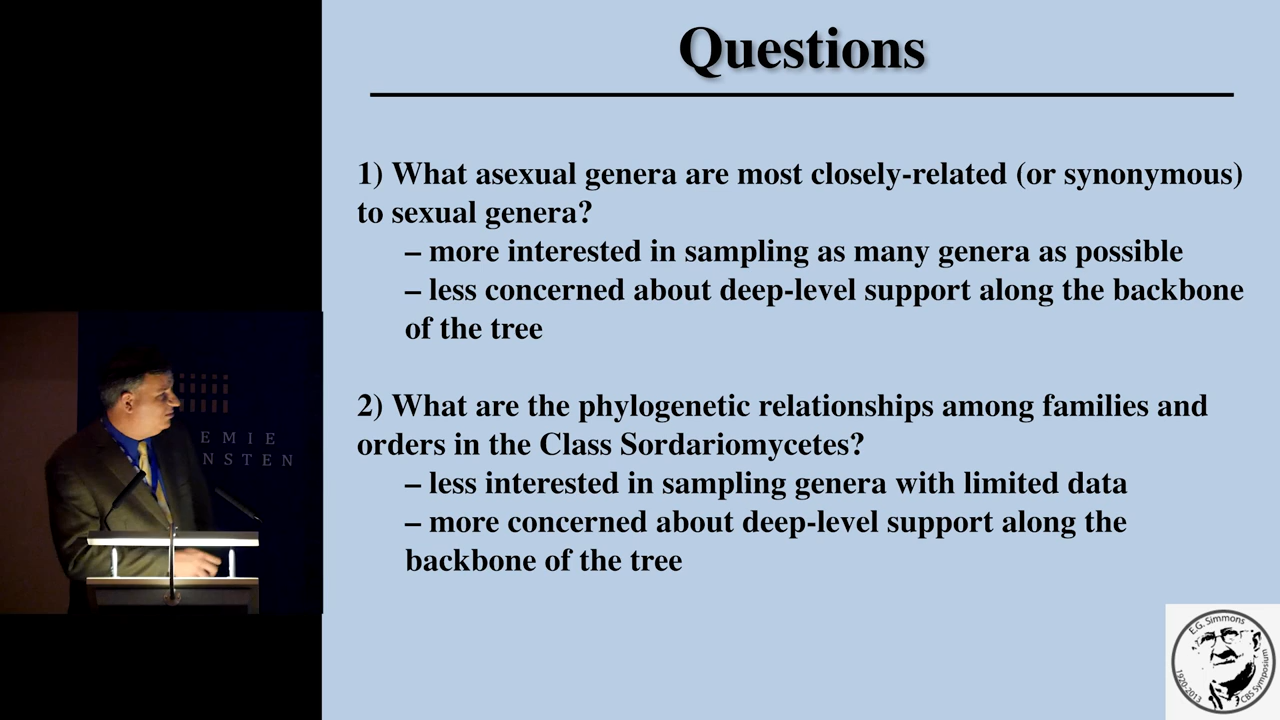 Questions
1) What asexual genera are most closely-related (or synonymous)
to sexual genera?
– more interested in sampling as many genera as possible
– less concerned about deep-level support along the backbone
of the tree
2) What are the phylogenetic relationships among families and
orders in the Class Sordariomycetes?
– less interested in sampling genera with limited data
– more concerned about deep-level support along the
backbone of the tree
EMIE
NSTEN
E.G. Simmons
1920-2013
CBS Symposium